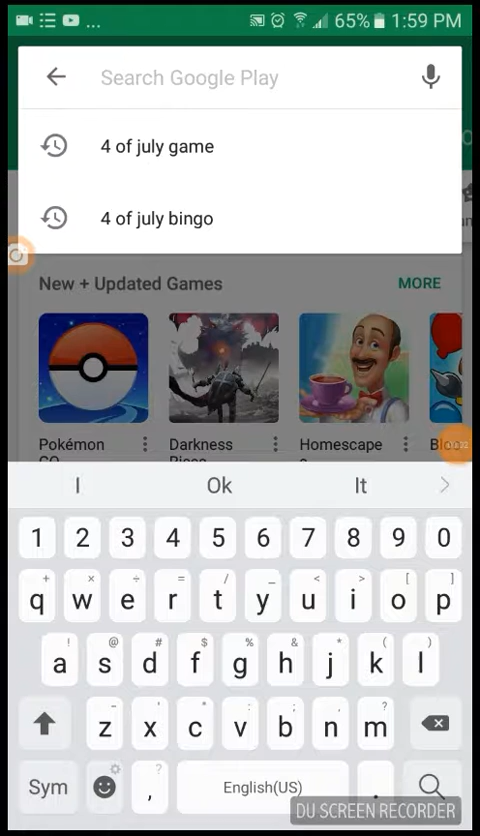 ... 65% 1:59 PM
Search Google Play
4 of july game
4 of july bingo
New + Updated Games MORE
Pokémon GO Darkness Homescape
I Ok It >
1 2 3 4 5 6 7 8 9 0
+ × ÷ = / _ < > [ ]
q w e r t y u i o p
! @ # $ % & * ( )
a s d f g h j k l
- ' " : ; , ?
z x c v b n m
Sym , English(US) .
DU SCREEN RECORDER